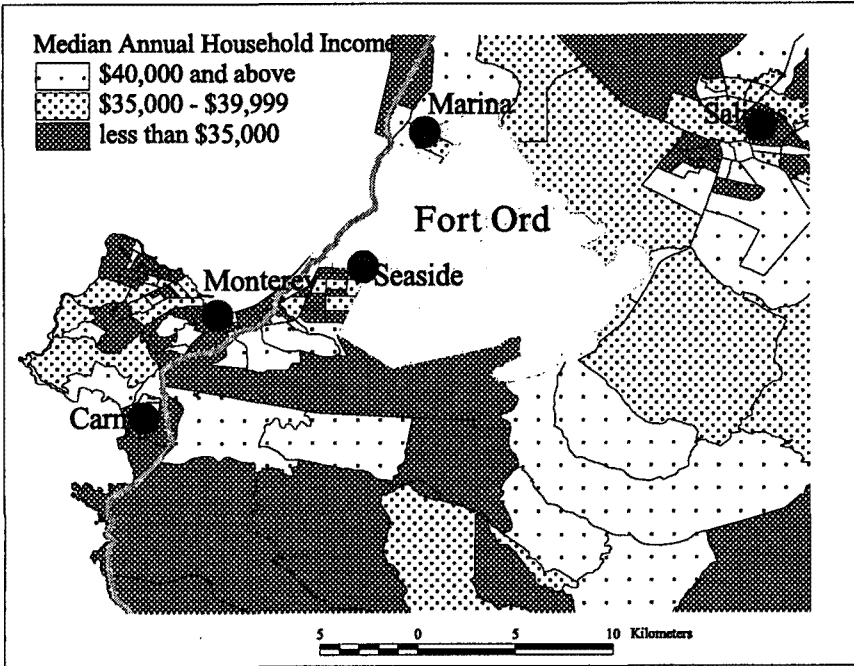 Median Annual Household Income
$40,000 and above
$35,000 - $39,999
less than $35,000
Marina
Fort Ord
Monterey
Seaside
5 0 5 10 Kilometers